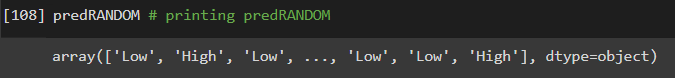 [108] predRANDOM # printing predRANDOM
array(['Low', 'High', 'Low', ..., 'Low', 'Low', 'High'], dtype=object)